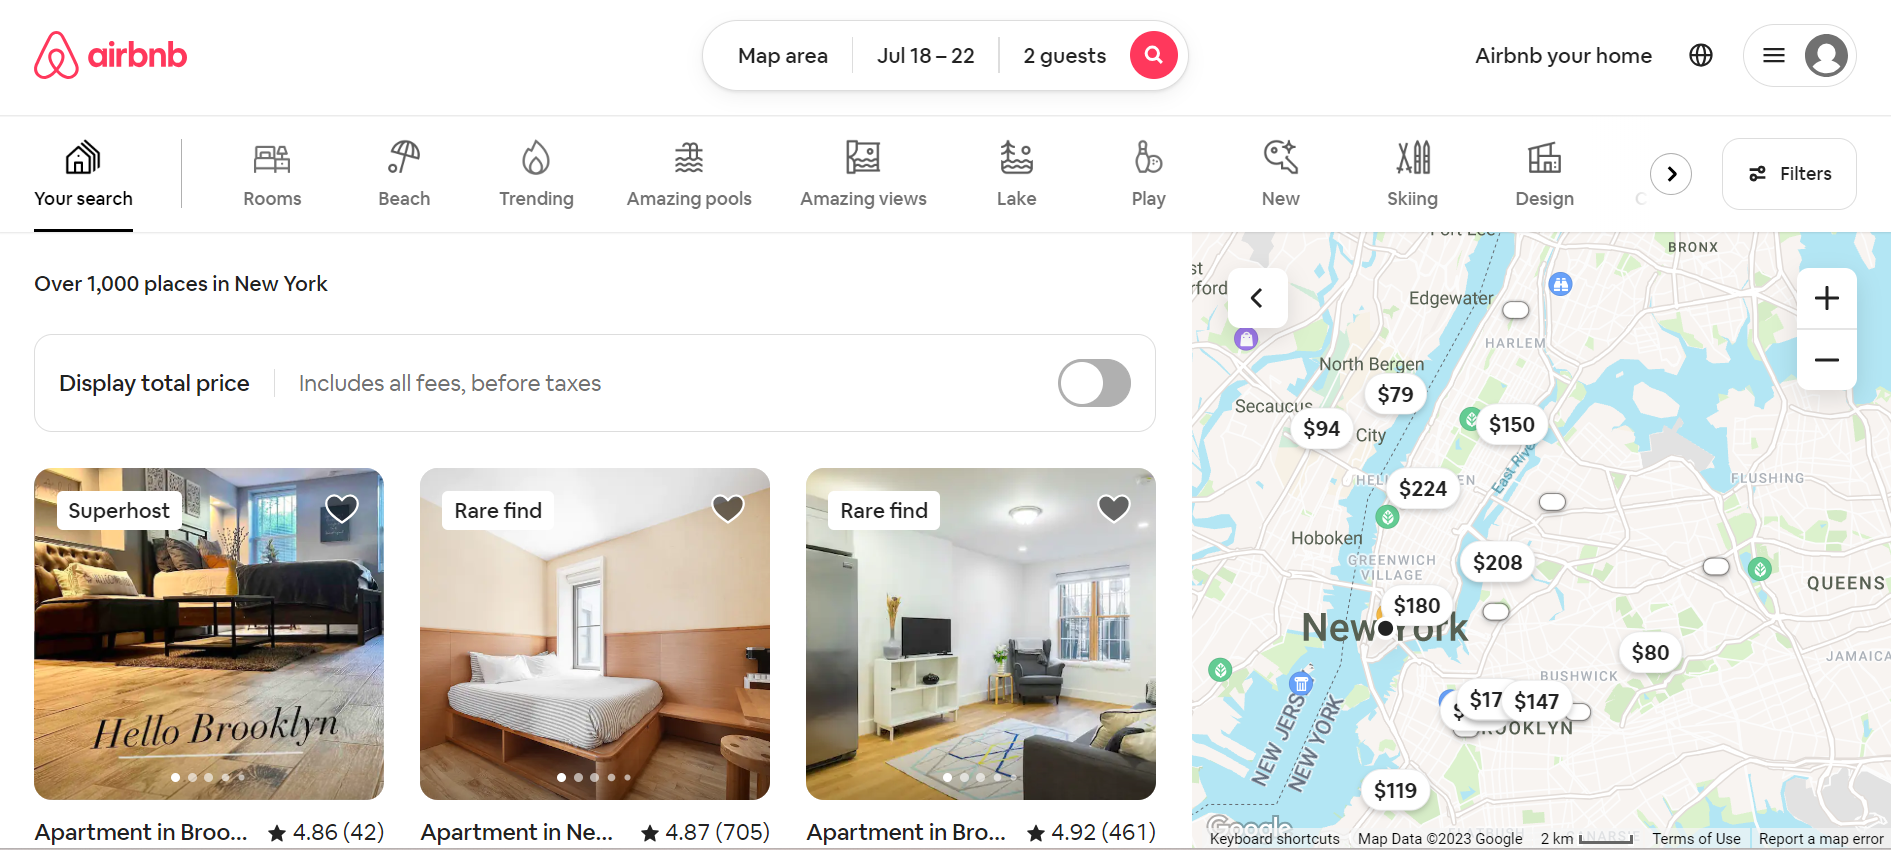 airbnb
Map area
Jul 18 – 22
2 guests
Airbnb your home
Your search
Rooms
Beach
Trending
Amazing pools
Amazing views
Lake
Play
New
Skiing
Design
Filters
Over 1,000 places in New York
Display total price
Includes all fees, before taxes
Superhost
Hello Brooklyn
Apartment in Broo...
4.86 (42)
Rare find
Apartment in Ne...
4.87 (705)
Rare find
Apartment in Bro...
4.92 (461)
BRONX
Edgewater
HARLEM
North Bergen
$79
Secaucus
$94
City
$150
East River
FLUSHING
$224
Hoboken
GREENWICH
VILLAGE
$208
QUEENS
$180
New York
$80
JAMAICA
BUSHWICK
$17
$147
NEW JERS
NEW YORK
$119
Google
Keyboard shortcuts
Map Data ©2023 Google
2 km
Terms of Use
Report a map error